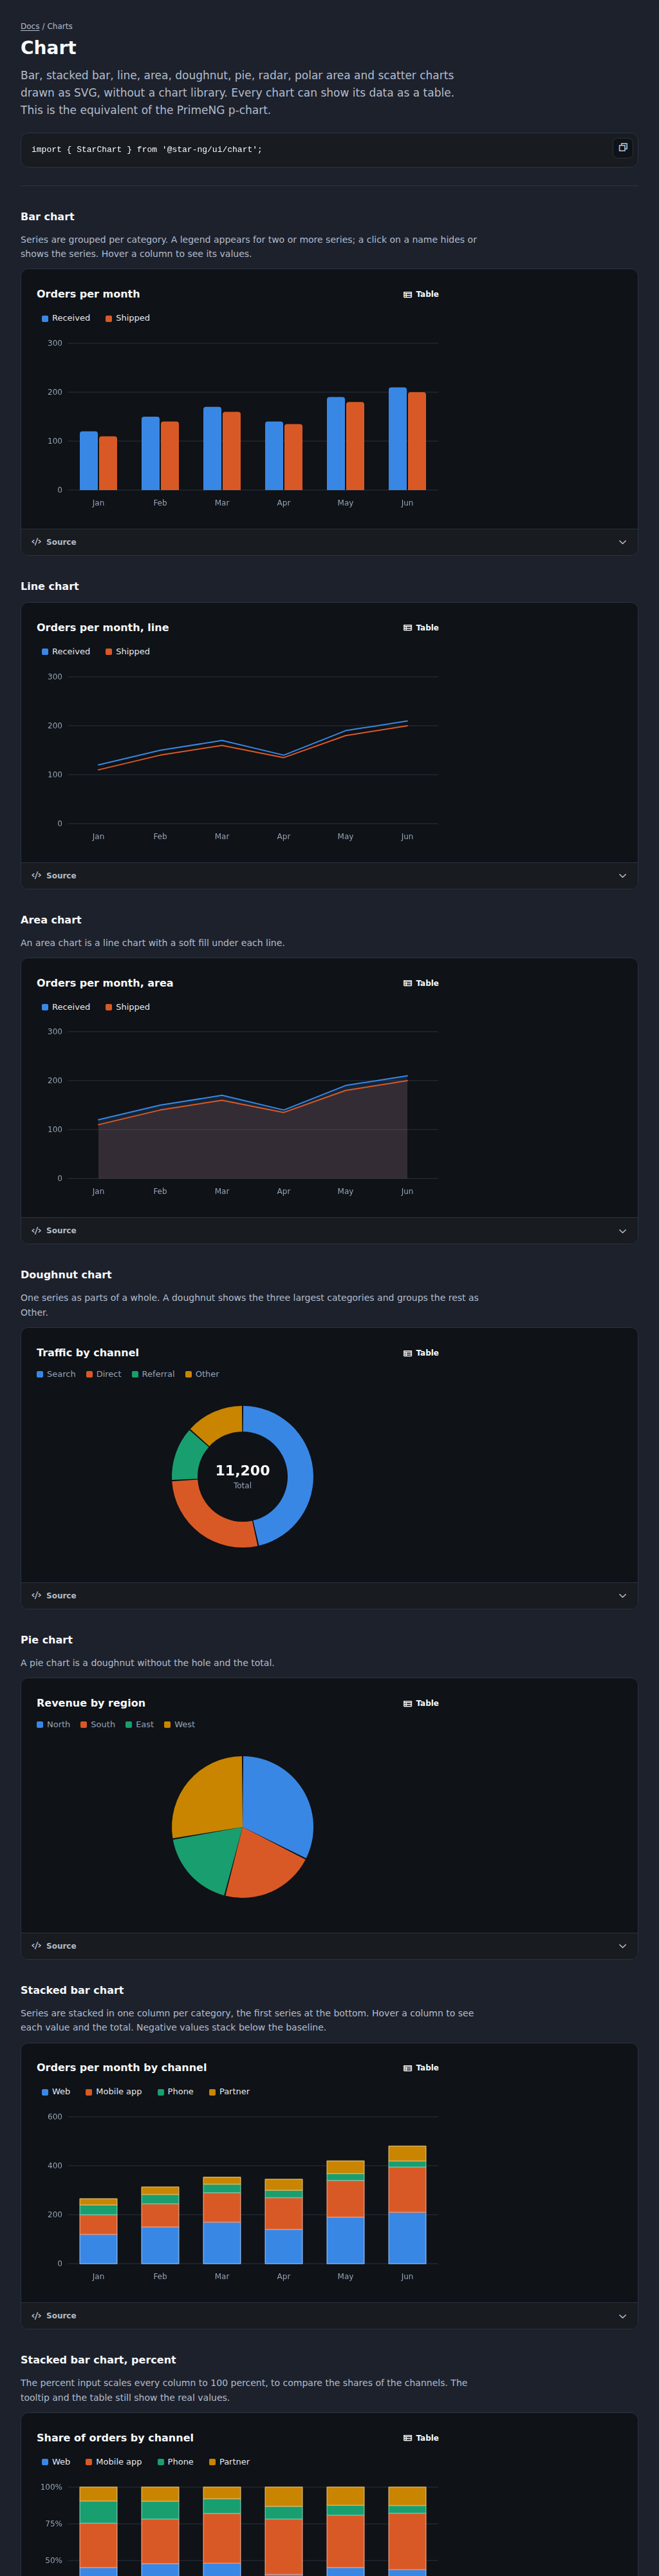 Docs / Charts
Chart
Bar, stacked bar, line, area, doughnut, pie, radar, polar area and scatter charts
drawn as SVG, without a chart library. Every chart can show its data as a table.
This is the equivalent of the PrimeNG p-chart.
import { StarChart } from '@star-ng/ui/chart';
Bar chart
Series are grouped per category. A legend appears for two or more series; a click on a name hides or
shows the series. Hover a column to see its values.
Orders per month
Table
Received Shipped
300
200
100
0
Jan Feb Mar Apr May Jun
Source
Line chart
Orders per month, line
Table
Received Shipped
300
200
100
0
Jan Feb Mar Apr May Jun
Source
Area chart
An area chart is a line chart with a soft fill under each line.
Orders per month, area
Table
Received Shipped
300
200
100
0
Jan Feb Mar Apr May Jun
Source
Doughnut chart
One series as parts of a whole. A doughnut shows the three largest categories and groups the rest as
Other.
Traffic by channel
Table
Search Direct Referral Other
11,200
Total
Source
Pie chart
A pie chart is a doughnut without the hole and the total.
Revenue by region
Table
North South East West
Source
Stacked bar chart
Series are stacked in one column per category, the first series at the bottom. Hover a column to see
each value and the total. Negative values stack below the baseline.
Orders per month by channel
Table
Web Mobile app Phone Partner
600
400
200
0
Jan Feb Mar Apr May Jun
Source
Stacked bar chart, percent
The percent input scales every column to 100 percent, to compare the shares of the channels. The
tooltip and the table still show the real values.
Share of orders by channel
Table
Web Mobile app Phone Partner
100%
75%
50%